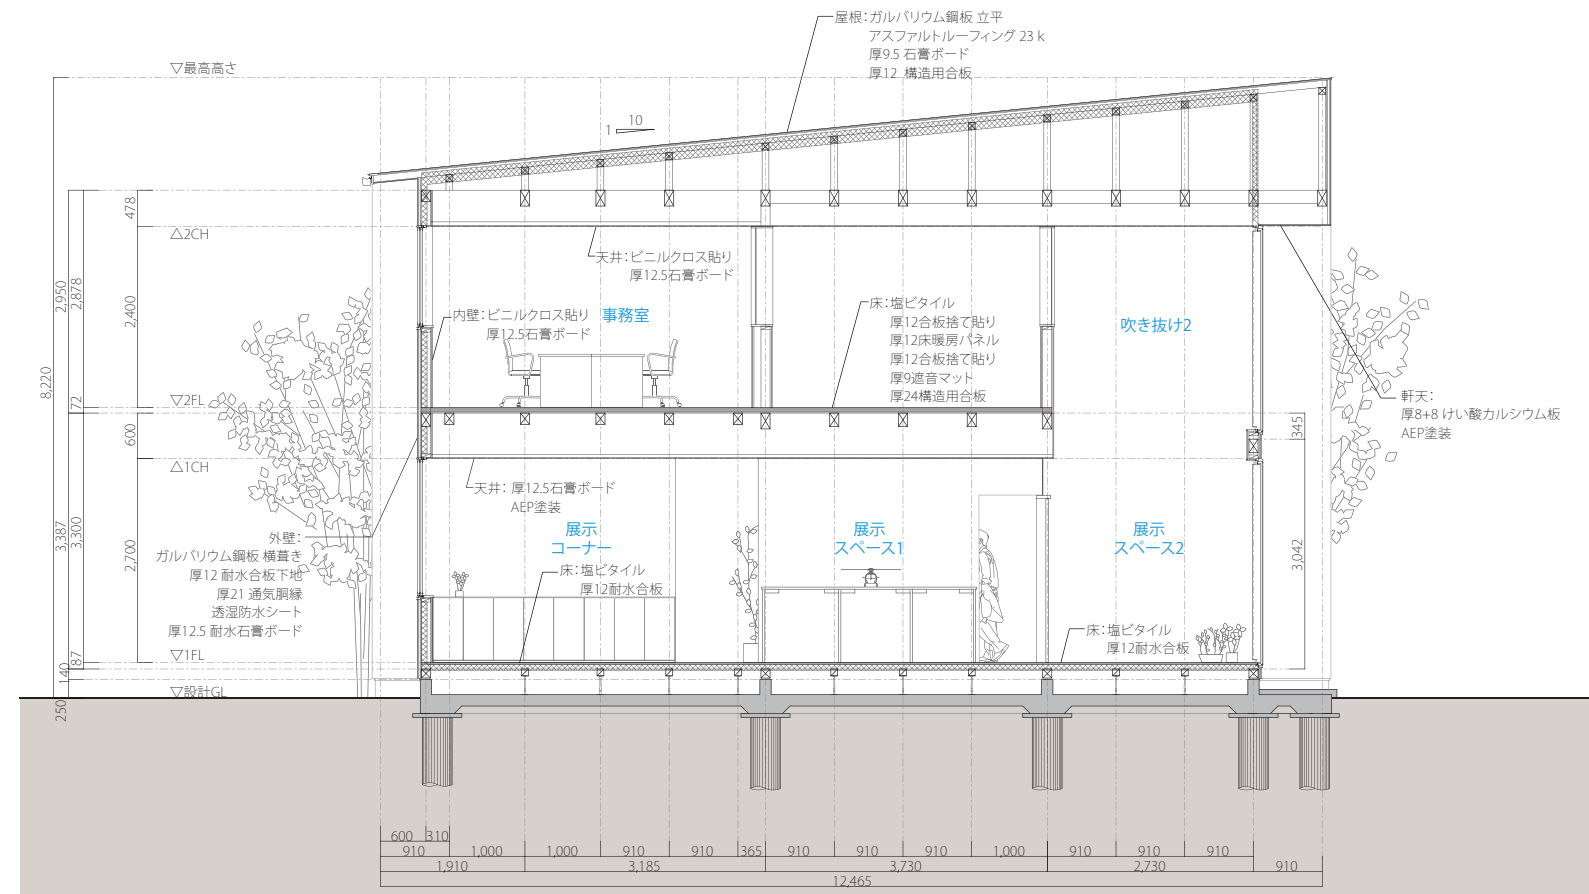 屋根：ガルバリウム鋼板 立平
アスファルトルーフィング 23 k
厚9.5 石膏ボード
厚12 構造用合板
▽最高高さ
1
10
478
△2CH
天井：ビニルクロス貼り
厚12.5石膏ボード
2,950
2,878
2,400
内壁：ビニルクロス貼り
厚12.5石膏ボード
事務室
床：塩ビタイル
厚12合板捨て貼り
厚12床暖房パネル
厚12合板捨て貼り
厚9遮音マット
厚24構造用合板
吹き抜け2
8,220
72
▽2FL
軒天：
厚8+8 けい酸カルシウム板
AEP塗装
600
345
△1CH
天井：厚12.5石膏ボード
AEP塗装
外壁：
ガルバリウム鋼板 横葺き
厚12 耐水合板下地
厚21 通気胴縁
透湿防水シート
厚12.5 耐水石膏ボード
3,387
3,300
2,700
展示
コーナー
展示
スペース1
展示
スペース2
3,042
床：塩ビタイル
厚12耐水合板
床：塩ビタイル
厚12耐水合板
87
▽1FL
140
▽設計GL
250
600
310
910
1,000
1,000
910
910
365
910
910
910
1,000
910
910
910
1,910
3,185
3,730
2,730
910
12,465